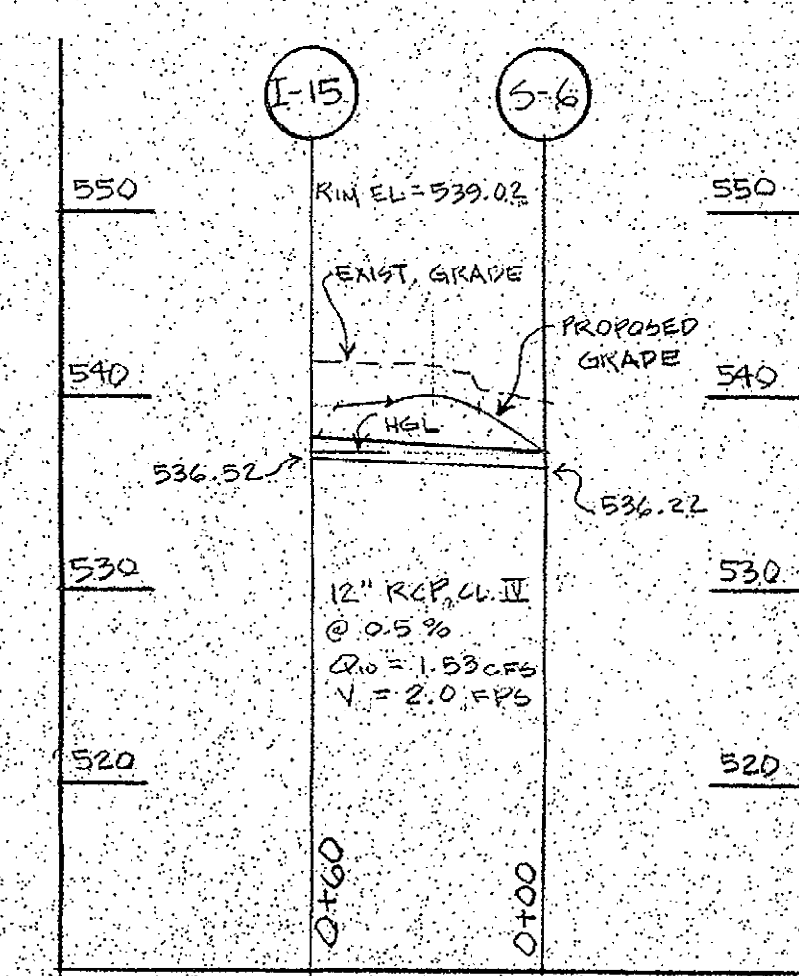 I-15
S-6
550
RIM EL = 539.02
550
EXIST. GRADE
PROPOSED
GRADE
540
540
HGL
536.52
536.22
530
530
12" RCP, CL. IV
@ 0.5 %
Q10 = 1.53 CFS
V = 2.0 FPS
520
520
0+60
0+00